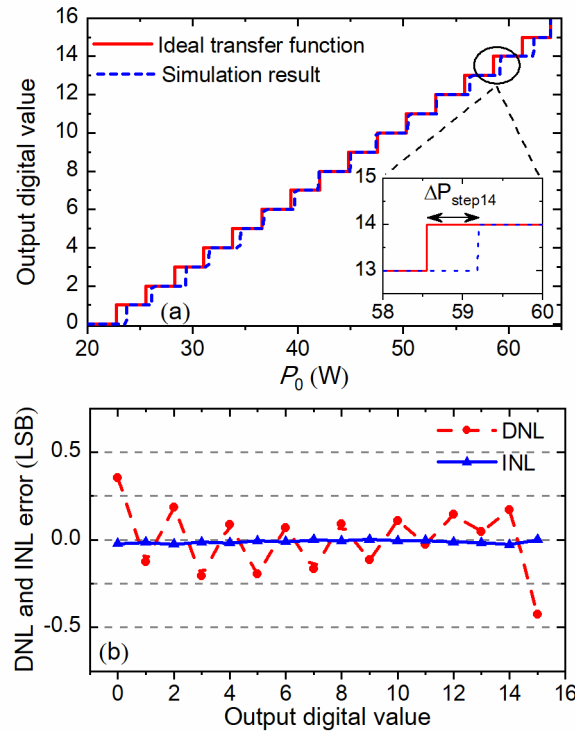 16
14
12
10
8
6
4
2
0
Output digital value
Ideal transfer function
Simulation result
ΔP_step14
15
14
13
58
59
60
(a)
20
30
40
50
60
P₀ (W)
DNL and INL error (LSB)
0.5
0.0
-0.5
DNL
INL
(b)
0
2
4
6
8
10
12
14
16
Output digital value